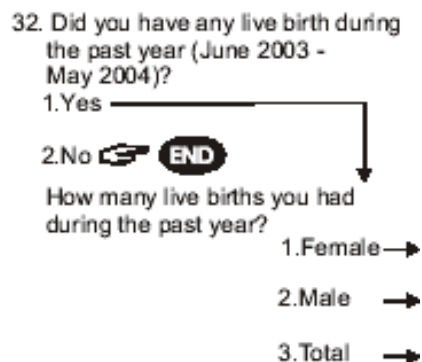 32. Did you have any live birth during
the past year (June 2003 -
May 2004)?
1.Yes
2.No END
How many live births you had
during the past year?
1.Female
2.Male
3.Total